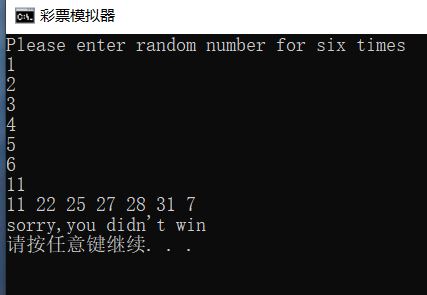 彩票模拟器
Please enter random number for six times
1
2
3
4
5
6
11
11 22 25 27 28 31 7
sorry,you didn't win
请按任意键继续. . .